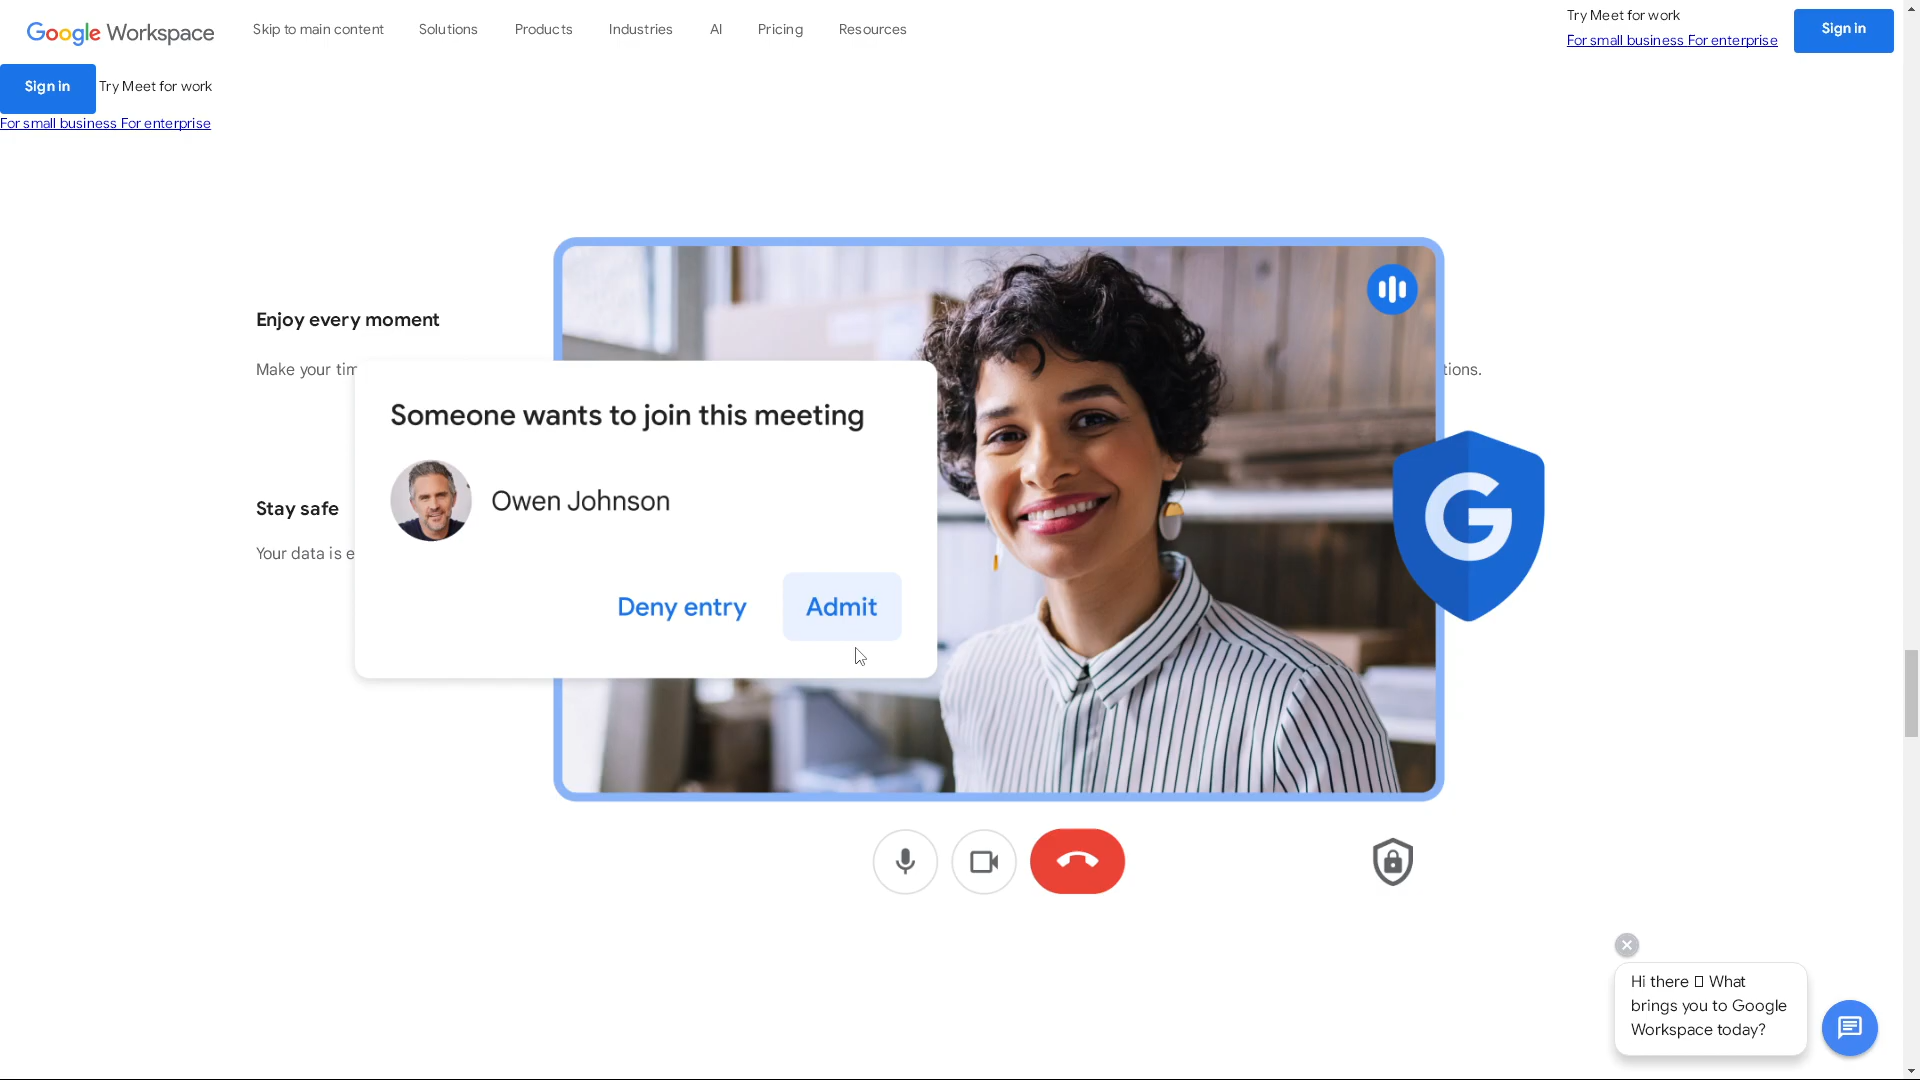 Google Workspace
Skip to main content
Solutions
Products
Industries
AI
Pricing
Resources
Try Meet for work
For small business For enterprise
Sign in
Sign in
Try Meet for work
For small business For enterprise
Enjoy every moment
Make your
tions.
Someone wants to join this meeting
Owen Johnson
Stay safe
Your data is
Deny entry
Admit
Hi there What
brings you to Google
Workspace today?